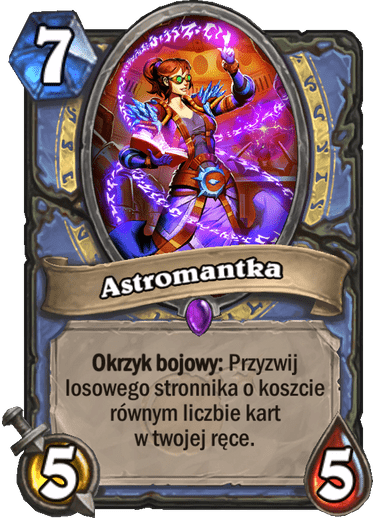 7
Astromantka
Okrzyk bojowy: Przyzwij
losowego stronnika o koszcie
równym liczbie kart
w twojej ręce.
5
5